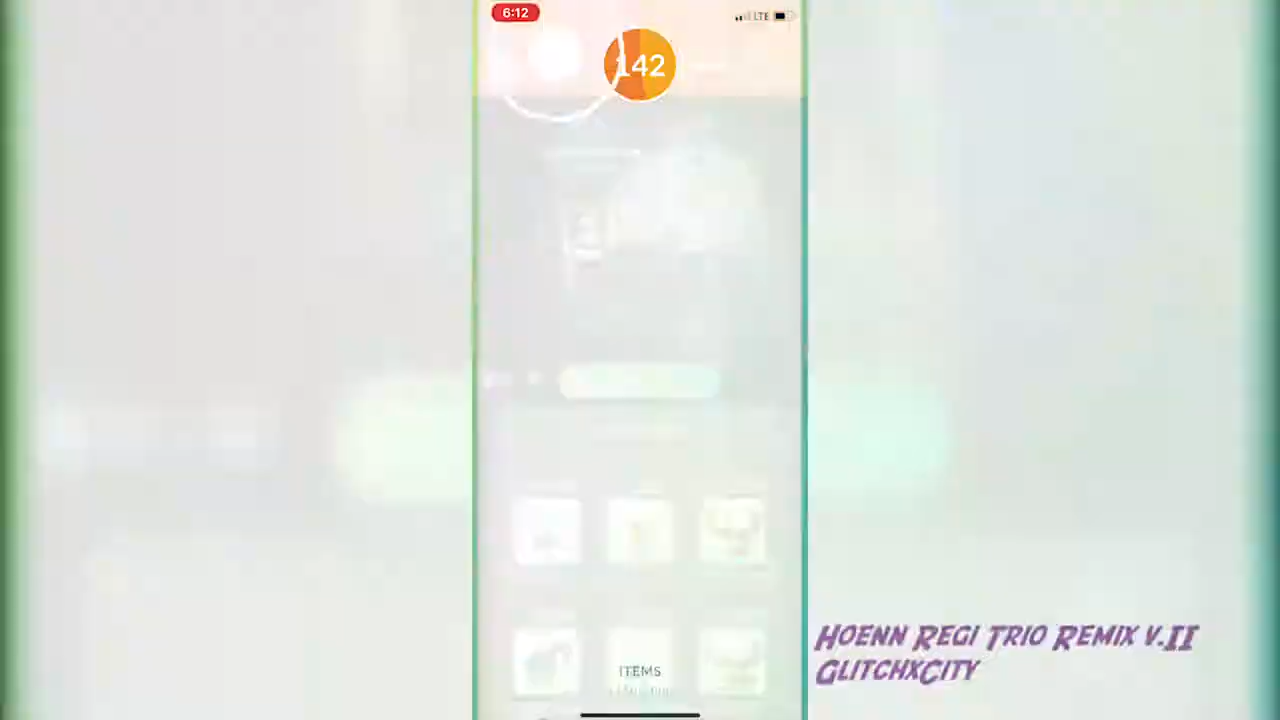 6:12
LTE
142
ITEMS
Hoenn Regi Trio Remix v.II
GlitchxCity